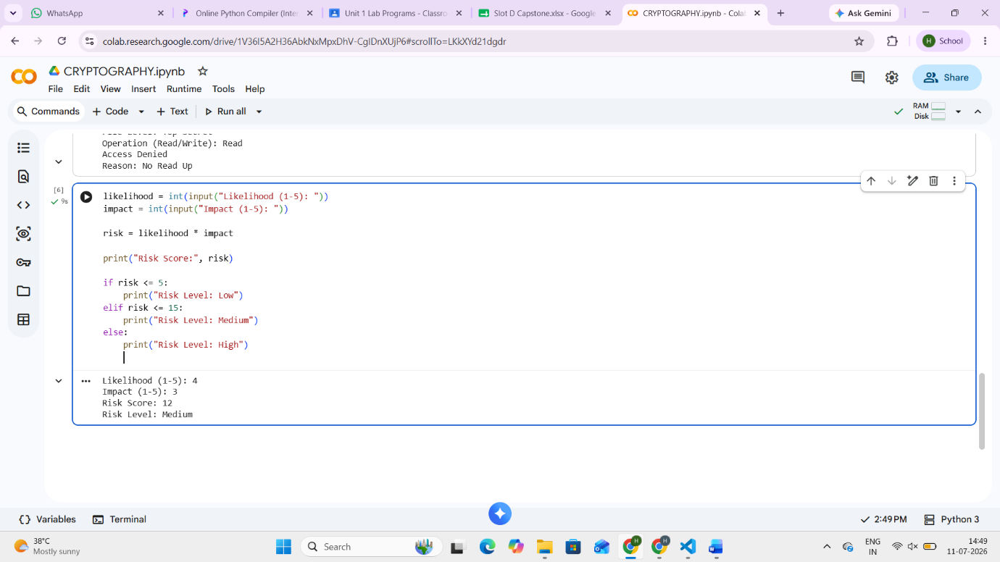 WhatsApp
Online Python Compiler (Inter
Unit 1 Lab Programs - Classro
Slot D Capstone.xlsx - Google
CRYPTOGRAPHY.ipynb - Colab
Ask Gemini
colab.research.google.com/drive/1V36I5A2H36AbkNxMpxDhV-CgIDnXUjP6#scrollTo=LKkXYd21dgdr
H School
CRYPTOGRAPHY.ipynb
File Edit View Insert Runtime Tools Help
Share
Commands + Code + Text Run all
RAM
Disk
File Level: Top Secret
Operation (Read/Write): Read
Access Denied
Reason: No Read Up
[6]
9s
likelihood = int(input("Likelihood (1-5): "))
impact = int(input("Impact (1-5): "))
risk = likelihood * impact
print("Risk Score:", risk)
if risk <= 5:
    print("Risk Level: Low")
elif risk <= 15:
    print("Risk Level: Medium")
else:
    print("Risk Level: High")
Likelihood (1-5): 4
Impact (1-5): 3
Risk Score: 12
Risk Level: Medium
Variables Terminal
2:49 PM Python 3
38°C
Mostly sunny
Search
H
H
ENG
IN
14:49
11-07-2026